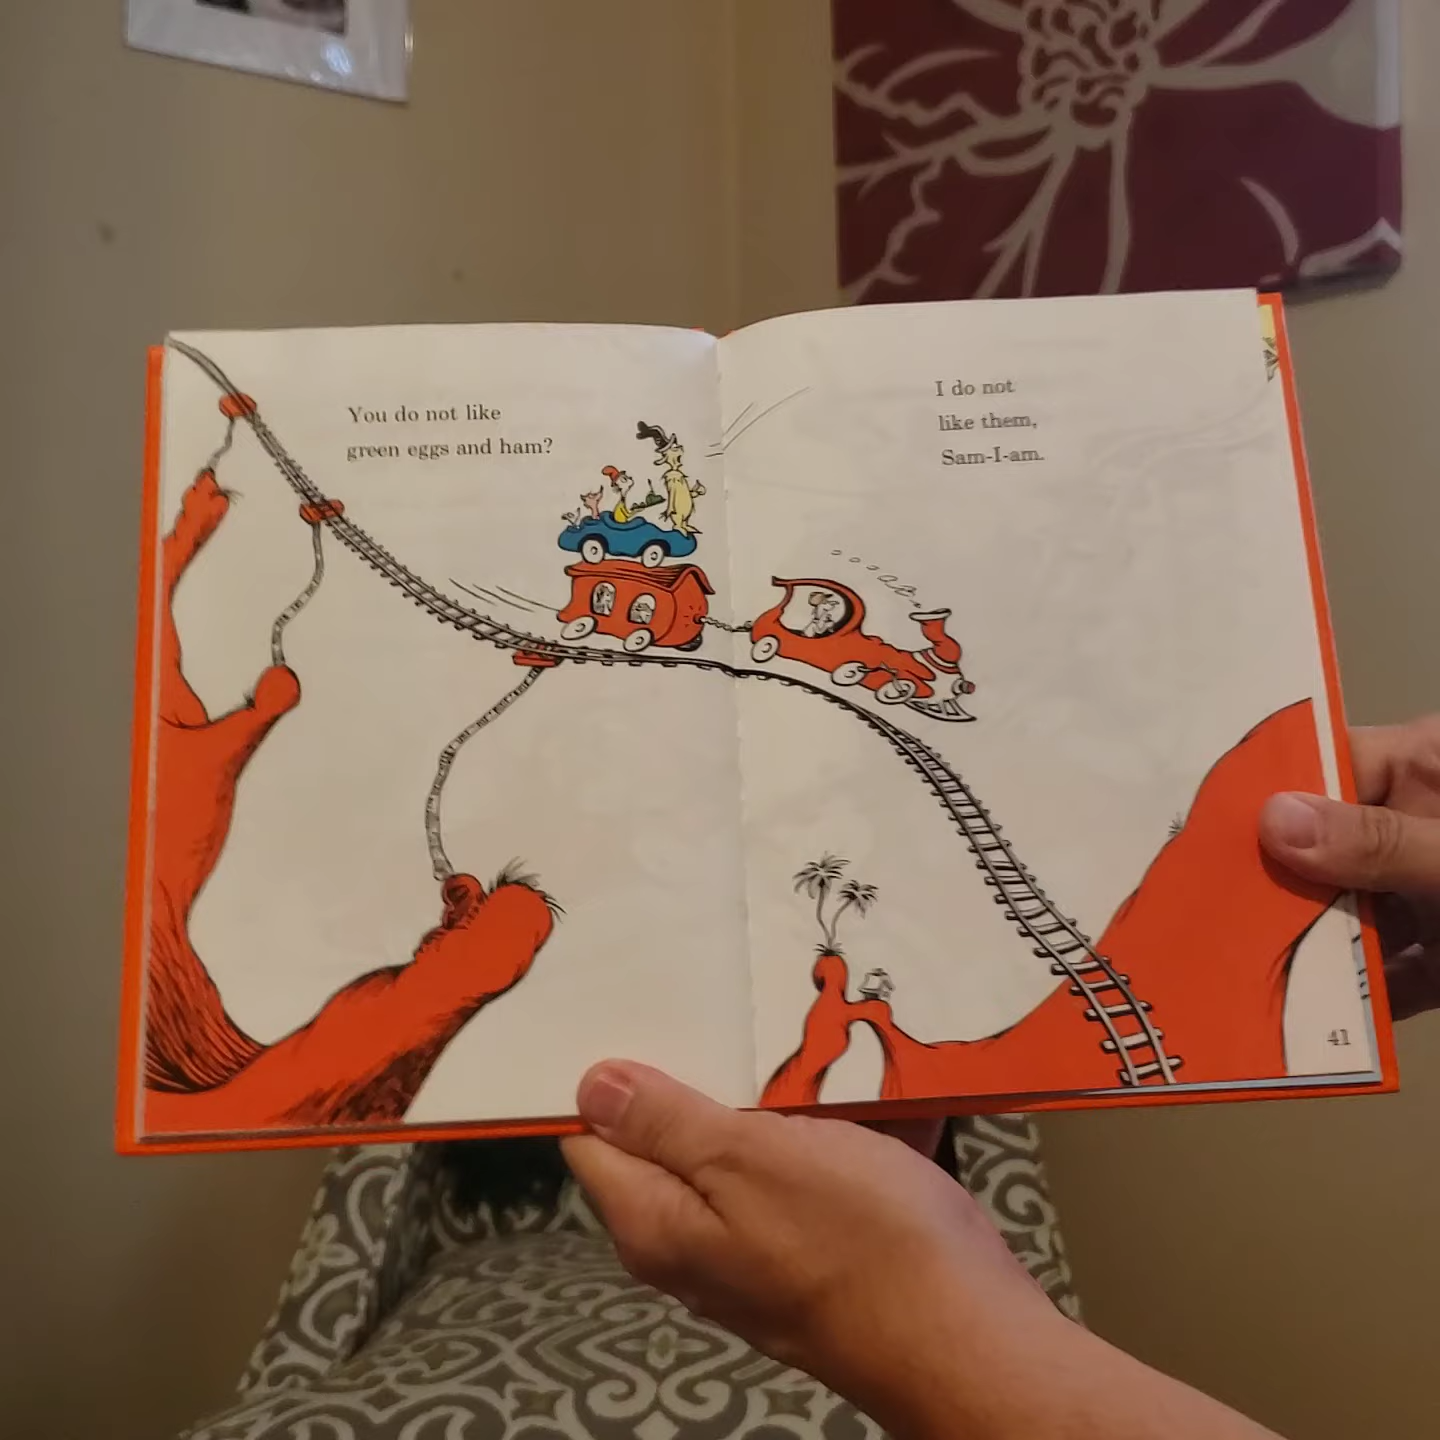 You do not like
green eggs and ham?
I do not
like them,
Sam-I-am.
41